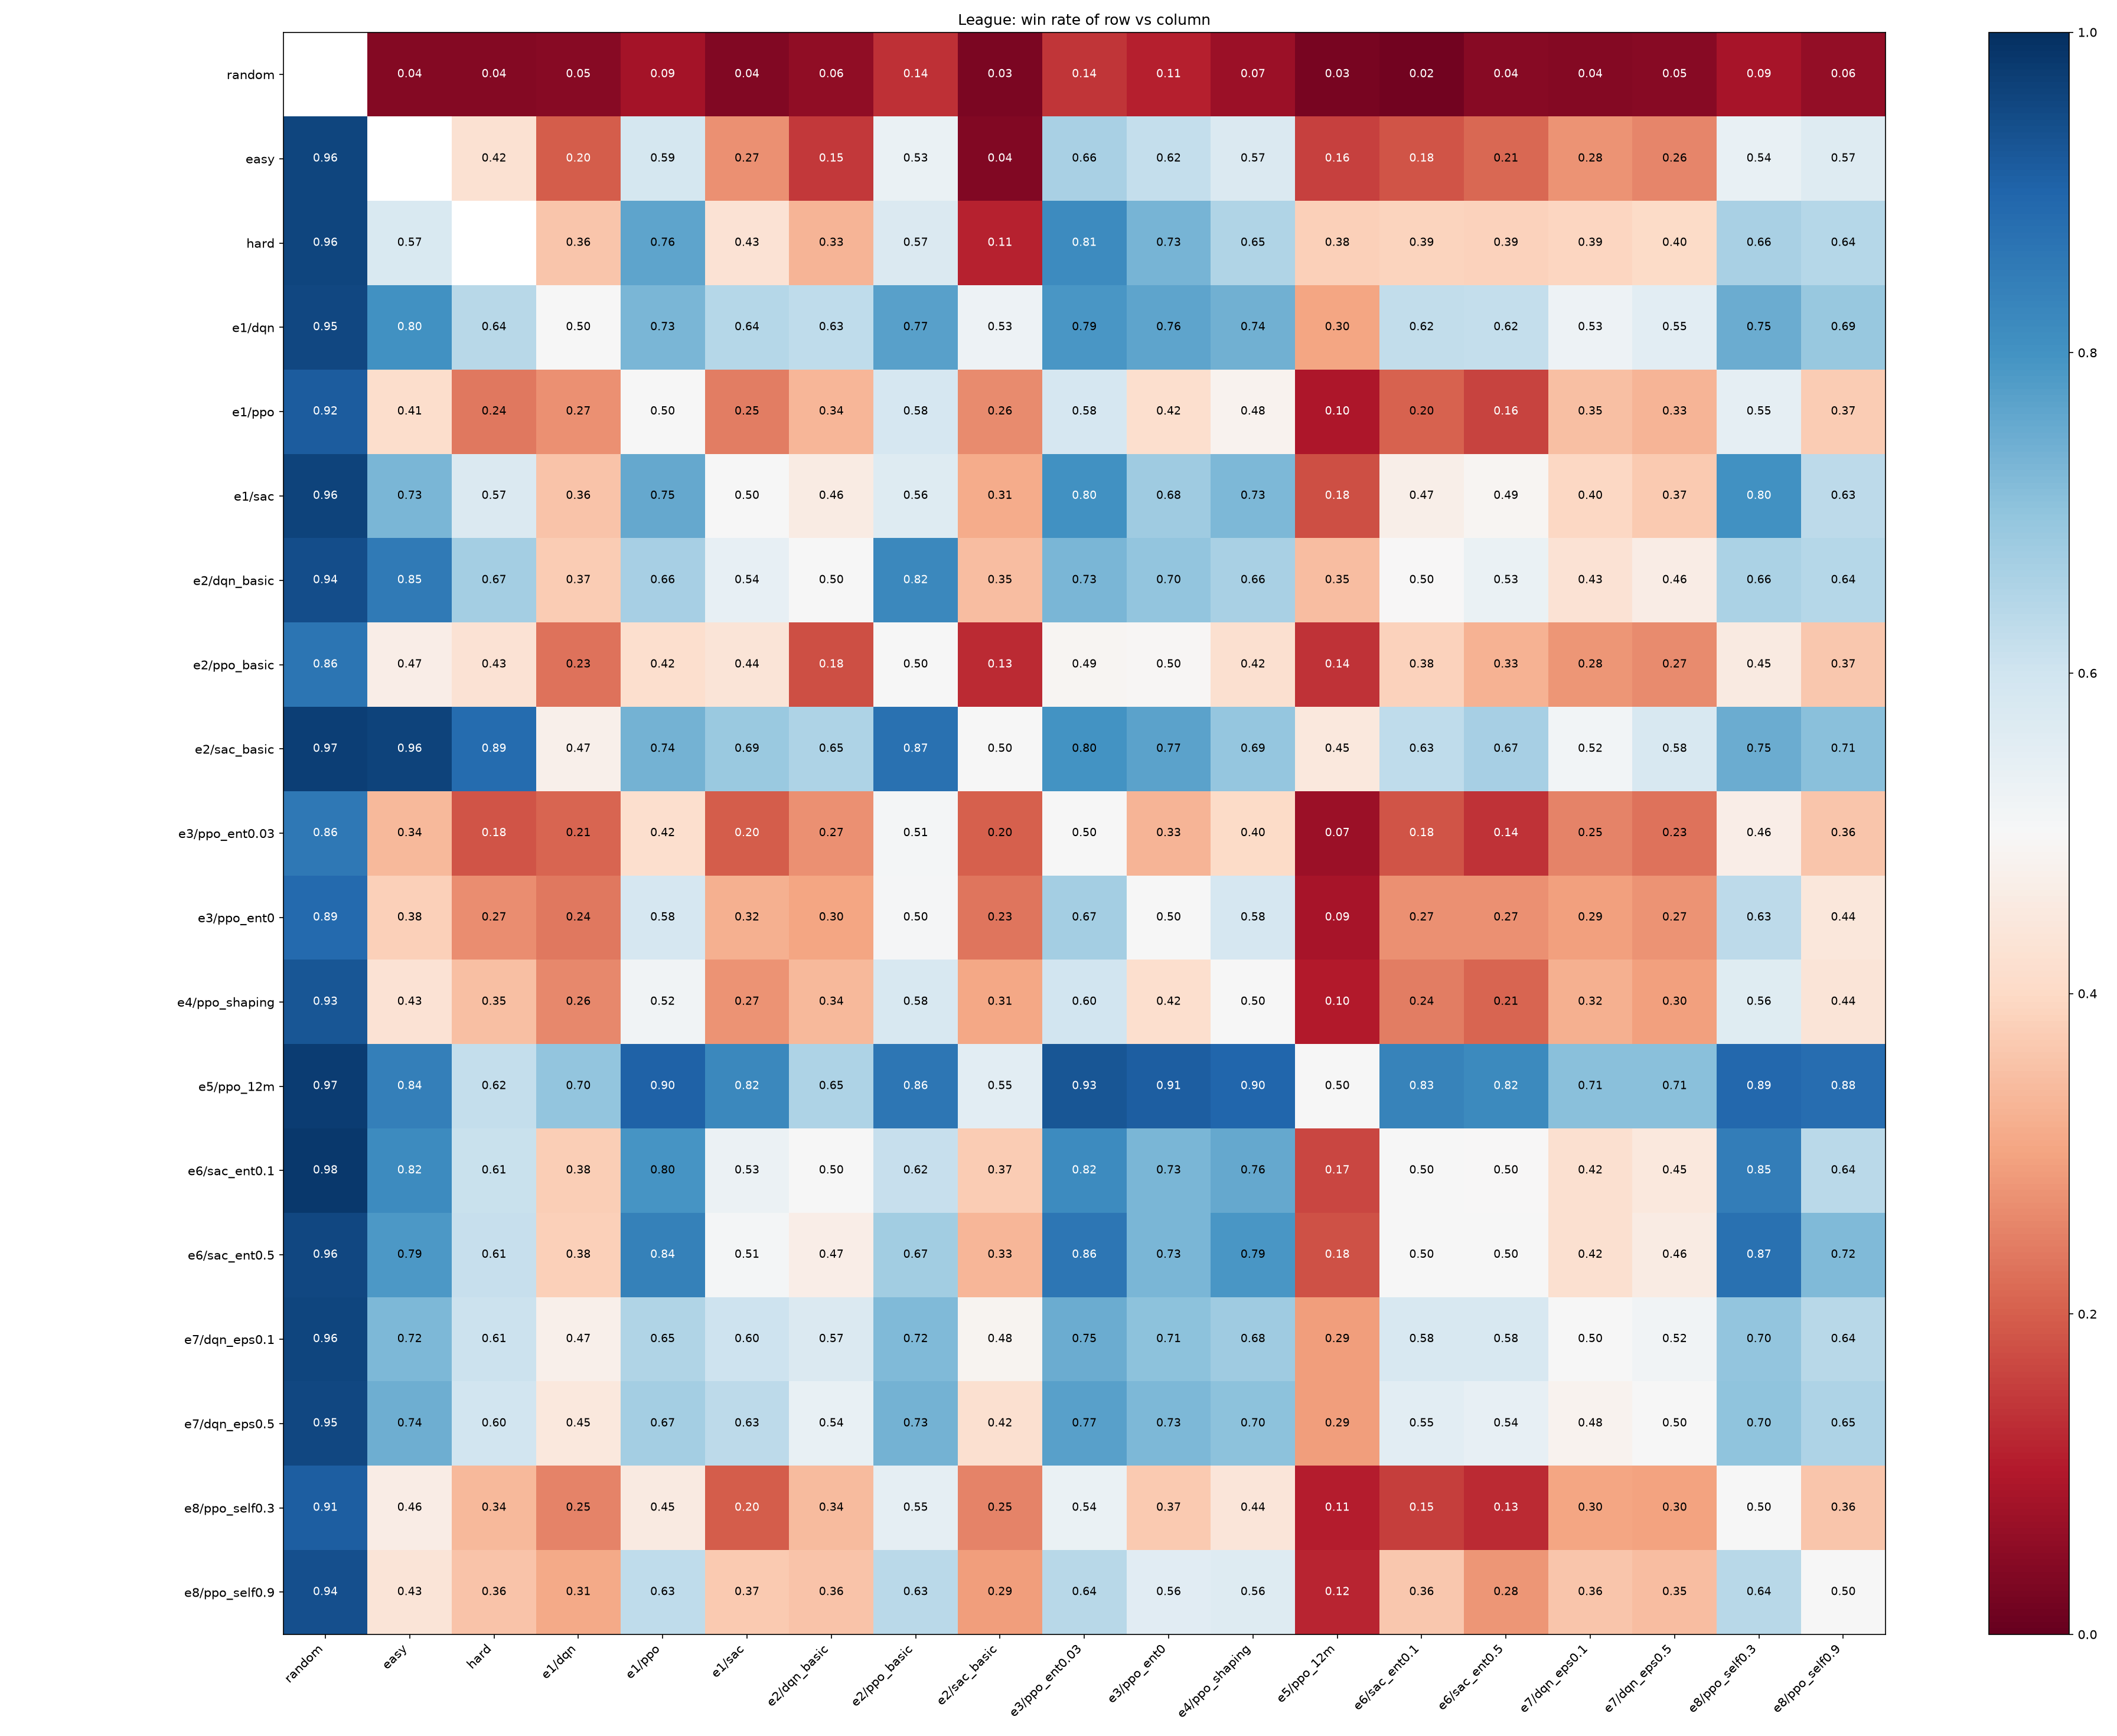 League: win rate of row vs column
random 0.04 0.04 0.05 0.09 0.04 0.06 0.14 0.03 0.14 0.11 0.07 0.03 0.02 0.04 0.04 0.05 0.09 0.06
easy 0.96 0.42 0.20 0.59 0.27 0.15 0.53 0.04 0.66 0.62 0.57 0.16 0.18 0.21 0.28 0.26 0.54 0.57
hard 0.96 0.57 0.36 0.76 0.43 0.33 0.57 0.11 0.81 0.73 0.65 0.38 0.39 0.39 0.39 0.40 0.66 0.64
e1/dqn 0.95 0.80 0.64 0.50 0.73 0.64 0.63 0.77 0.53 0.79 0.76 0.74 0.30 0.62 0.62 0.53 0.55 0.75 0.69
e1/ppo 0.92 0.41 0.24 0.27 0.50 0.25 0.34 0.58 0.26 0.58 0.42 0.48 0.10 0.20 0.16 0.35 0.33 0.55 0.37
e1/sac 0.96 0.73 0.57 0.36 0.75 0.50 0.46 0.56 0.31 0.80 0.68 0.73 0.18 0.47 0.49 0.40 0.37 0.80 0.63
e2/dqn_basic 0.94 0.85 0.67 0.37 0.66 0.54 0.50 0.82 0.35 0.73 0.70 0.66 0.35 0.50 0.53 0.43 0.46 0.66 0.64
e2/ppo_basic 0.86 0.47 0.43 0.23 0.42 0.44 0.18 0.50 0.13 0.49 0.50 0.42 0.14 0.38 0.33 0.28 0.27 0.45 0.37
e2/sac_basic 0.97 0.96 0.89 0.47 0.74 0.69 0.65 0.87 0.50 0.80 0.77 0.69 0.45 0.63 0.67 0.52 0.58 0.75 0.71
e3/ppo_ent0.03 0.86 0.34 0.18 0.21 0.42 0.20 0.27 0.51 0.20 0.50 0.33 0.40 0.07 0.18 0.14 0.25 0.23 0.46 0.36
e3/ppo_ent0 0.89 0.38 0.27 0.24 0.58 0.32 0.30 0.50 0.23 0.67 0.50 0.58 0.09 0.27 0.27 0.29 0.27 0.63 0.44
e4/ppo_shaping 0.93 0.43 0.35 0.26 0.52 0.27 0.34 0.58 0.31 0.60 0.42 0.50 0.10 0.24 0.21 0.32 0.30 0.56 0.44
e5/ppo_12m 0.97 0.84 0.62 0.70 0.90 0.82 0.65 0.86 0.55 0.93 0.91 0.90 0.50 0.83 0.82 0.71 0.71 0.89 0.88
e6/sac_ent0.1 0.98 0.82 0.61 0.38 0.80 0.53 0.50 0.62 0.37 0.82 0.73 0.76 0.17 0.50 0.50 0.42 0.45 0.85 0.64
e6/sac_ent0.5 0.96 0.79 0.61 0.38 0.84 0.51 0.47 0.67 0.33 0.86 0.73 0.79 0.18 0.50 0.50 0.42 0.46 0.87 0.72
e7/dqn_eps0.1 0.96 0.72 0.61 0.47 0.65 0.60 0.57 0.72 0.48 0.75 0.71 0.68 0.29 0.58 0.58 0.50 0.52 0.70 0.64
e7/dqn_eps0.5 0.95 0.74 0.60 0.45 0.67 0.63 0.54 0.73 0.42 0.77 0.73 0.70 0.29 0.55 0.54 0.48 0.50 0.70 0.65
e8/ppo_self0.3 0.91 0.46 0.34 0.25 0.45 0.20 0.34 0.55 0.25 0.54 0.37 0.44 0.11 0.15 0.13 0.30 0.30 0.50 0.36
e8/ppo_self0.9 0.94 0.43 0.36 0.31 0.63 0.37 0.36 0.63 0.29 0.64 0.56 0.56 0.12 0.36 0.28 0.36 0.35 0.64 0.50
random easy hard e1/dqn e1/ppo e1/sac e2/dqn_basic e2/ppo_basic e2/sac_basic e3/ppo_ent0.03 e3/ppo_ent0 e4/ppo_shaping e5/ppo_12m e6/sac_ent0.1 e6/sac_ent0.5 e7/dqn_eps0.1 e7/dqn_eps0.5 e8/ppo_self0.3 e8/ppo_self0.9
1.0
0.8
0.6
0.4
0.2
0.0